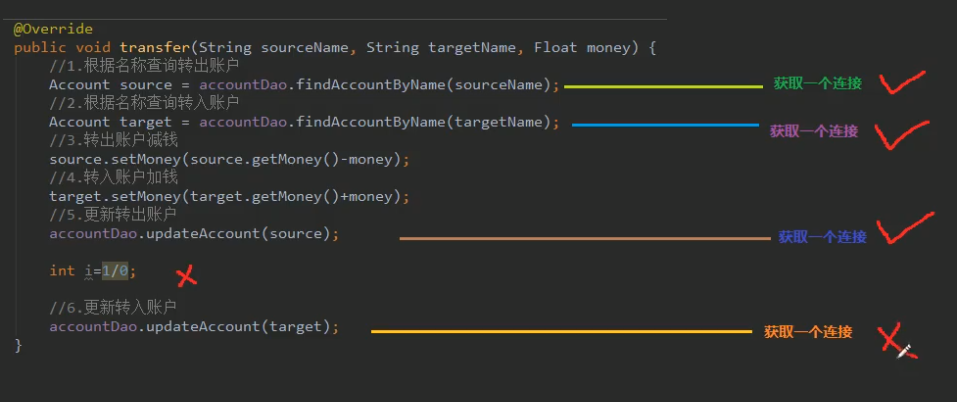 @Override
public void transfer(String sourceName, String targetName, Float money) {
//1.根据名称查询转出账户
Account source = accountDao.findAccountByName(sourceName); 获取一个连接
//2.根据名称查询转入账户
Account target = accountDao.findAccountByName(targetName); 获取一个连接
//3.转出账户减钱
source.setMoney(source.getMoney()-money);
//4.转入账户加钱
target.setMoney(target.getMoney()+money);
//5.更新转出账户
accountDao.updateAccount(source); 获取一个连接
int i=1/0;
//6.更新转入账户
accountDao.updateAccount(target); 获取一个连接
}